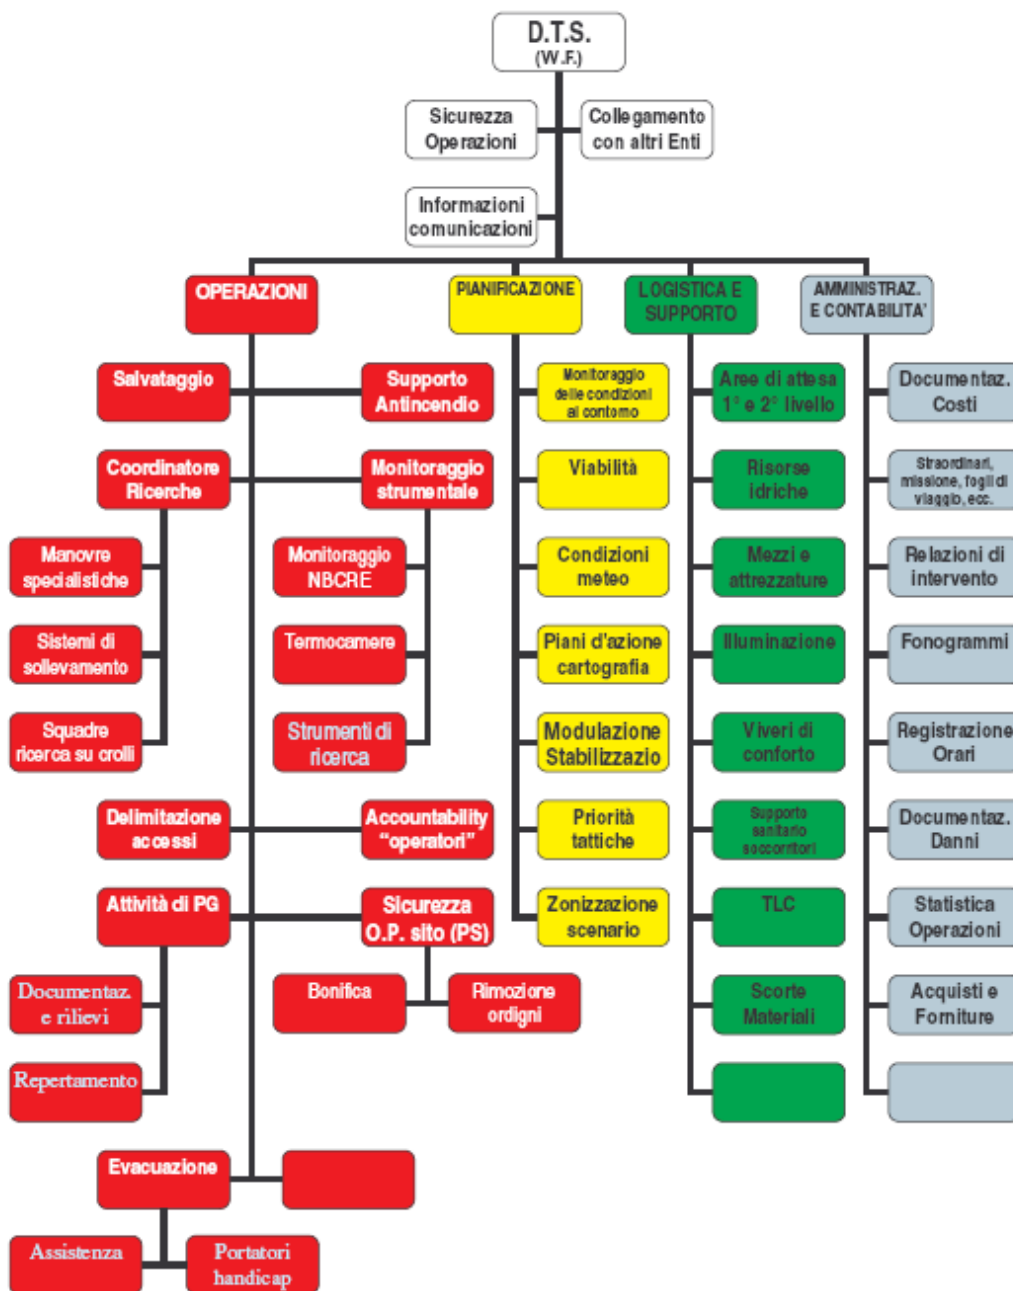 D.T.S.
(W.F.)
Sicurezza
Operazioni
Collegamento
con altri Enti
Informazioni
comunicazioni
OPERAZIONI
PIANIFICAZIONE
LOGISTICA E
SUPPORTO
AMMINISTRAZ.
E CONTABILITA'
Salvataggio
Supporto
Antincendio
Coordinatore
Ricerche
Monitoraggio
strumentale
Manovre
specialistiche
Monitoraggio
NBCRE
Sistemi di
sollevamento
Termocamere
Squadre
ricerca su crolli
Strumenti di
ricerca
Delimitazione
accessi
Accountability
“operatori”
Attività di PG
Sicurezza
O.P. sito (PS)
Documentaz.
e rilievi
Bonifica
Rimozione
ordigni
Repertamento
Evacuazione
Assistenza
Portatori
handicap
Monitoraggio
delle condizioni
al contorno
Viabilità
Condizioni
meteo
Piani d'azione
cartografia
Modulazione
Stabilizzazio
Priorità
tattiche
Zonizzazione
scenario
Aree di attesa
1° e 2° livello
Risorse
idriche
Mezzi e
attrezzature
Illuminazione
Viveri di
conforto
Supporto
sanitario
soccorritori
TLC
Scorte
Materiali
Documentaz.
Costi
Straordinari,
missione, fogli di
viaggio, ecc.
Relazioni di
intervento
Fonogrammi
Registrazione
Orari
Documentaz.
Danni
Statistica
Operazioni
Acquisti e
Forniture